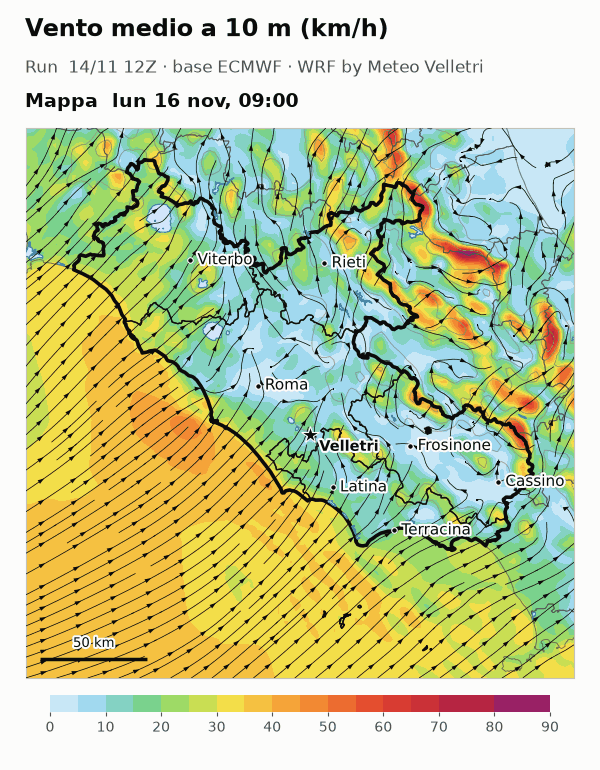 Vento medio a 10 m (km/h)
Run 14/11 12Z · base ECMWF · WRF by Meteo Velletri
Mappa lun 16 nov, 09:00
Viterbo
Rieti
Roma
Velletri
Frosinone
Cassino
Latina
Terracina
50 km
0 10 20 30 40 50 60 70 80 90